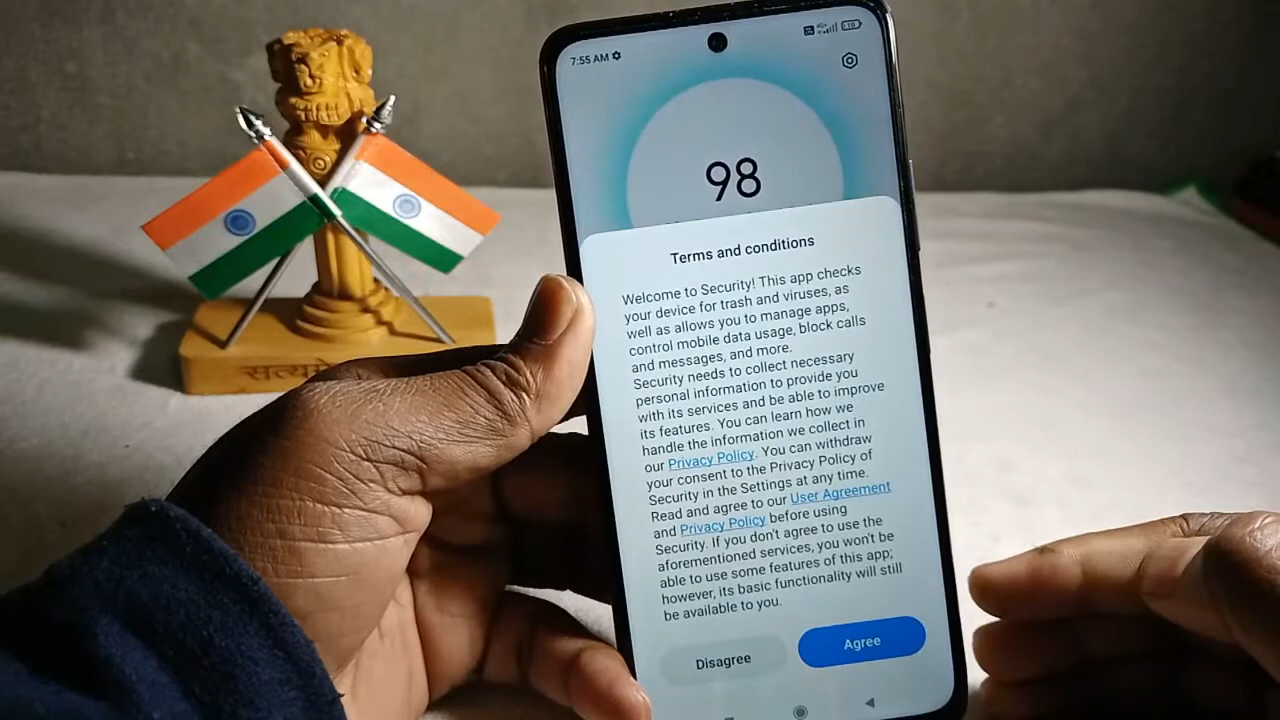 7:55 AM
98
Terms and conditions
Welcome to Security! This app checks
your device for trash and viruses, as
well as allows you to manage apps,
control mobile data usage, block calls
and messages, and more.
Security needs to collect necessary
personal information to provide you
with its services and be able to improve
its features. You can learn how we
handle the information we collect in
our Privacy Policy. You can withdraw
your consent to the Privacy Policy of
Security in the Settings at any time.
Read and agree to our User Agreement
and Privacy Policy before using
Security. If you don't agree to use the
aforementioned services, you won't be
able to use some features of this app;
however, its basic functionality will still
be available to you.
Disagree
Agree